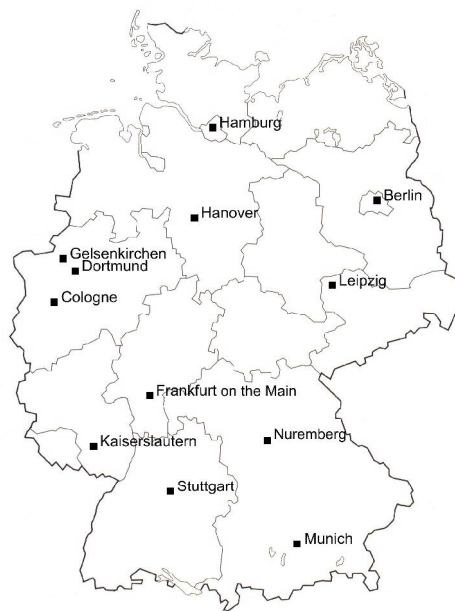 Hamburg
Berlin
Hanover
Gelsenkirchen
Dortmund
Leipzig
Cologne
Frankfurt on the Main
Kaiserslautern
Nuremberg
Stuttgart
Munich